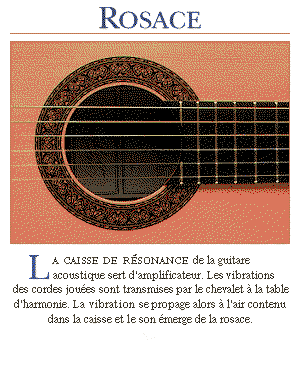 ROSACE
LA CAISSE DE RÉSONANCE de la guitare
acoustique sert d'amplificateur. Les vibrations
des cordes jouées sont transmises par le chevalet à la table
d'harmonie. La vibration se propage alors à l'air contenu
dans la caisse et le son émerge de la rosace.